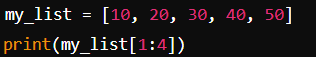 my_list = [10, 20, 30, 40, 50]
print(my_list[1:4])